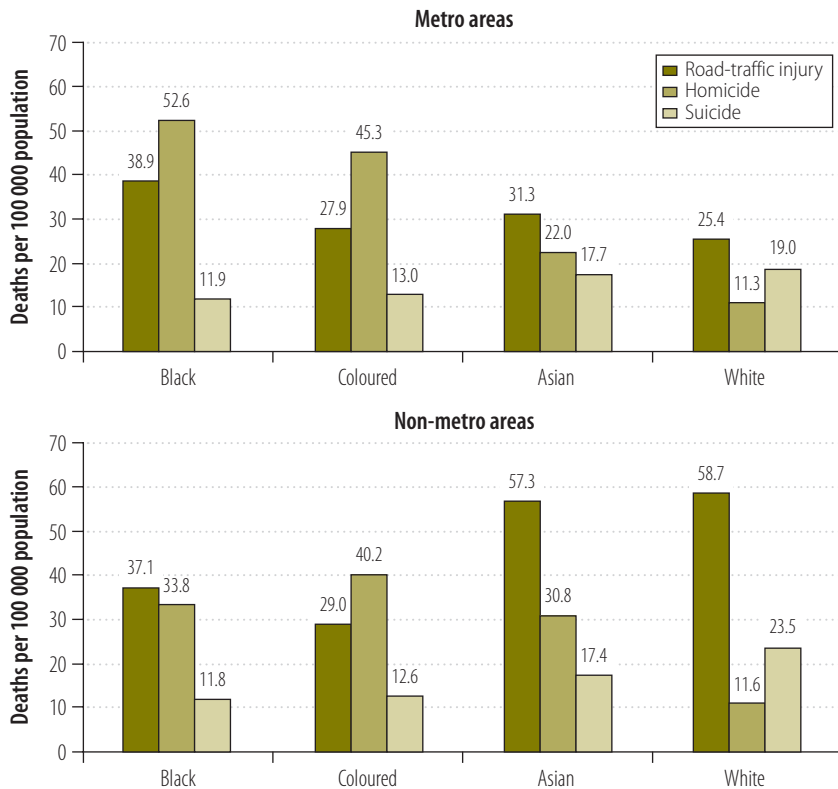 Metro areas
Deaths per 100 000 population
70
60
50
40
30
20
10
0
Road-traffic injury
Homicide
Suicide
38.9
52.6
11.9
27.9
45.3
13.0
31.3
22.0
17.7
25.4
11.3
19.0
Black
Coloured
Asian
White
Non-metro areas
Deaths per 100 000 population
70
60
50
40
30
20
10
0
37.1
33.8
11.8
29.0
40.2
12.6
57.3
30.8
17.4
58.7
11.6
23.5
Black
Coloured
Asian
White